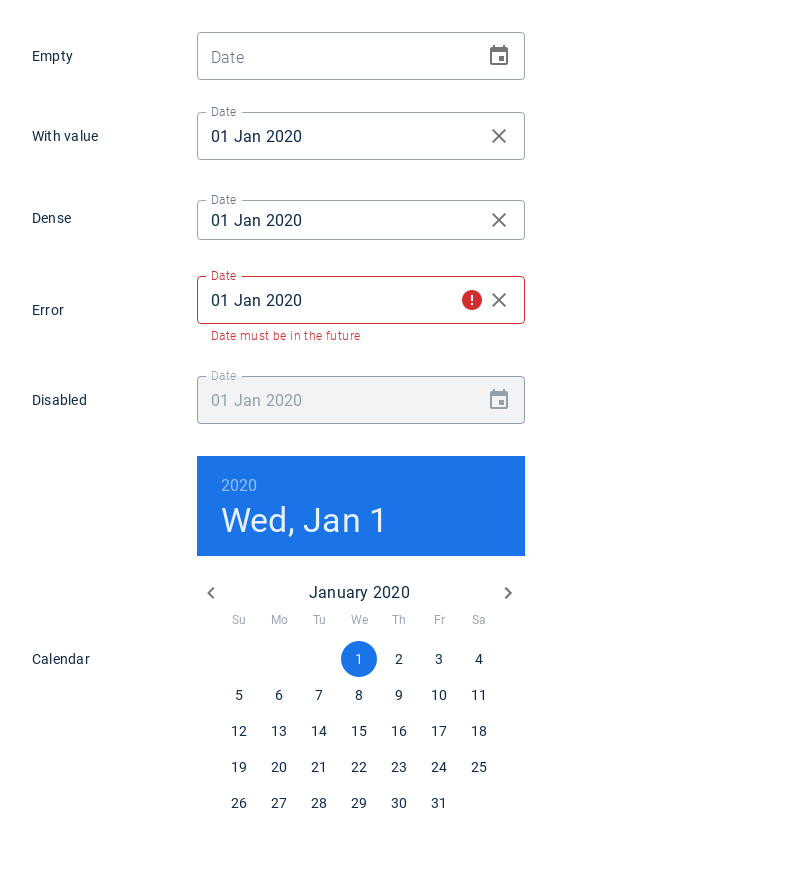 Empty
Date
Date
With value
01 Jan 2020
Date
Dense
01 Jan 2020
Date
01 Jan 2020
Error
Date must be in the future
Date
Disabled
01 Jan 2020
2020
Wed, Jan 1
January 2020
Su Mo Tu We Th Fr Sa
Calendar
1 2 3 4
5 6 7 8 9 10 11
12 13 14 15 16 17 18
19 20 21 22 23 24 25
26 27 28 29 30 31